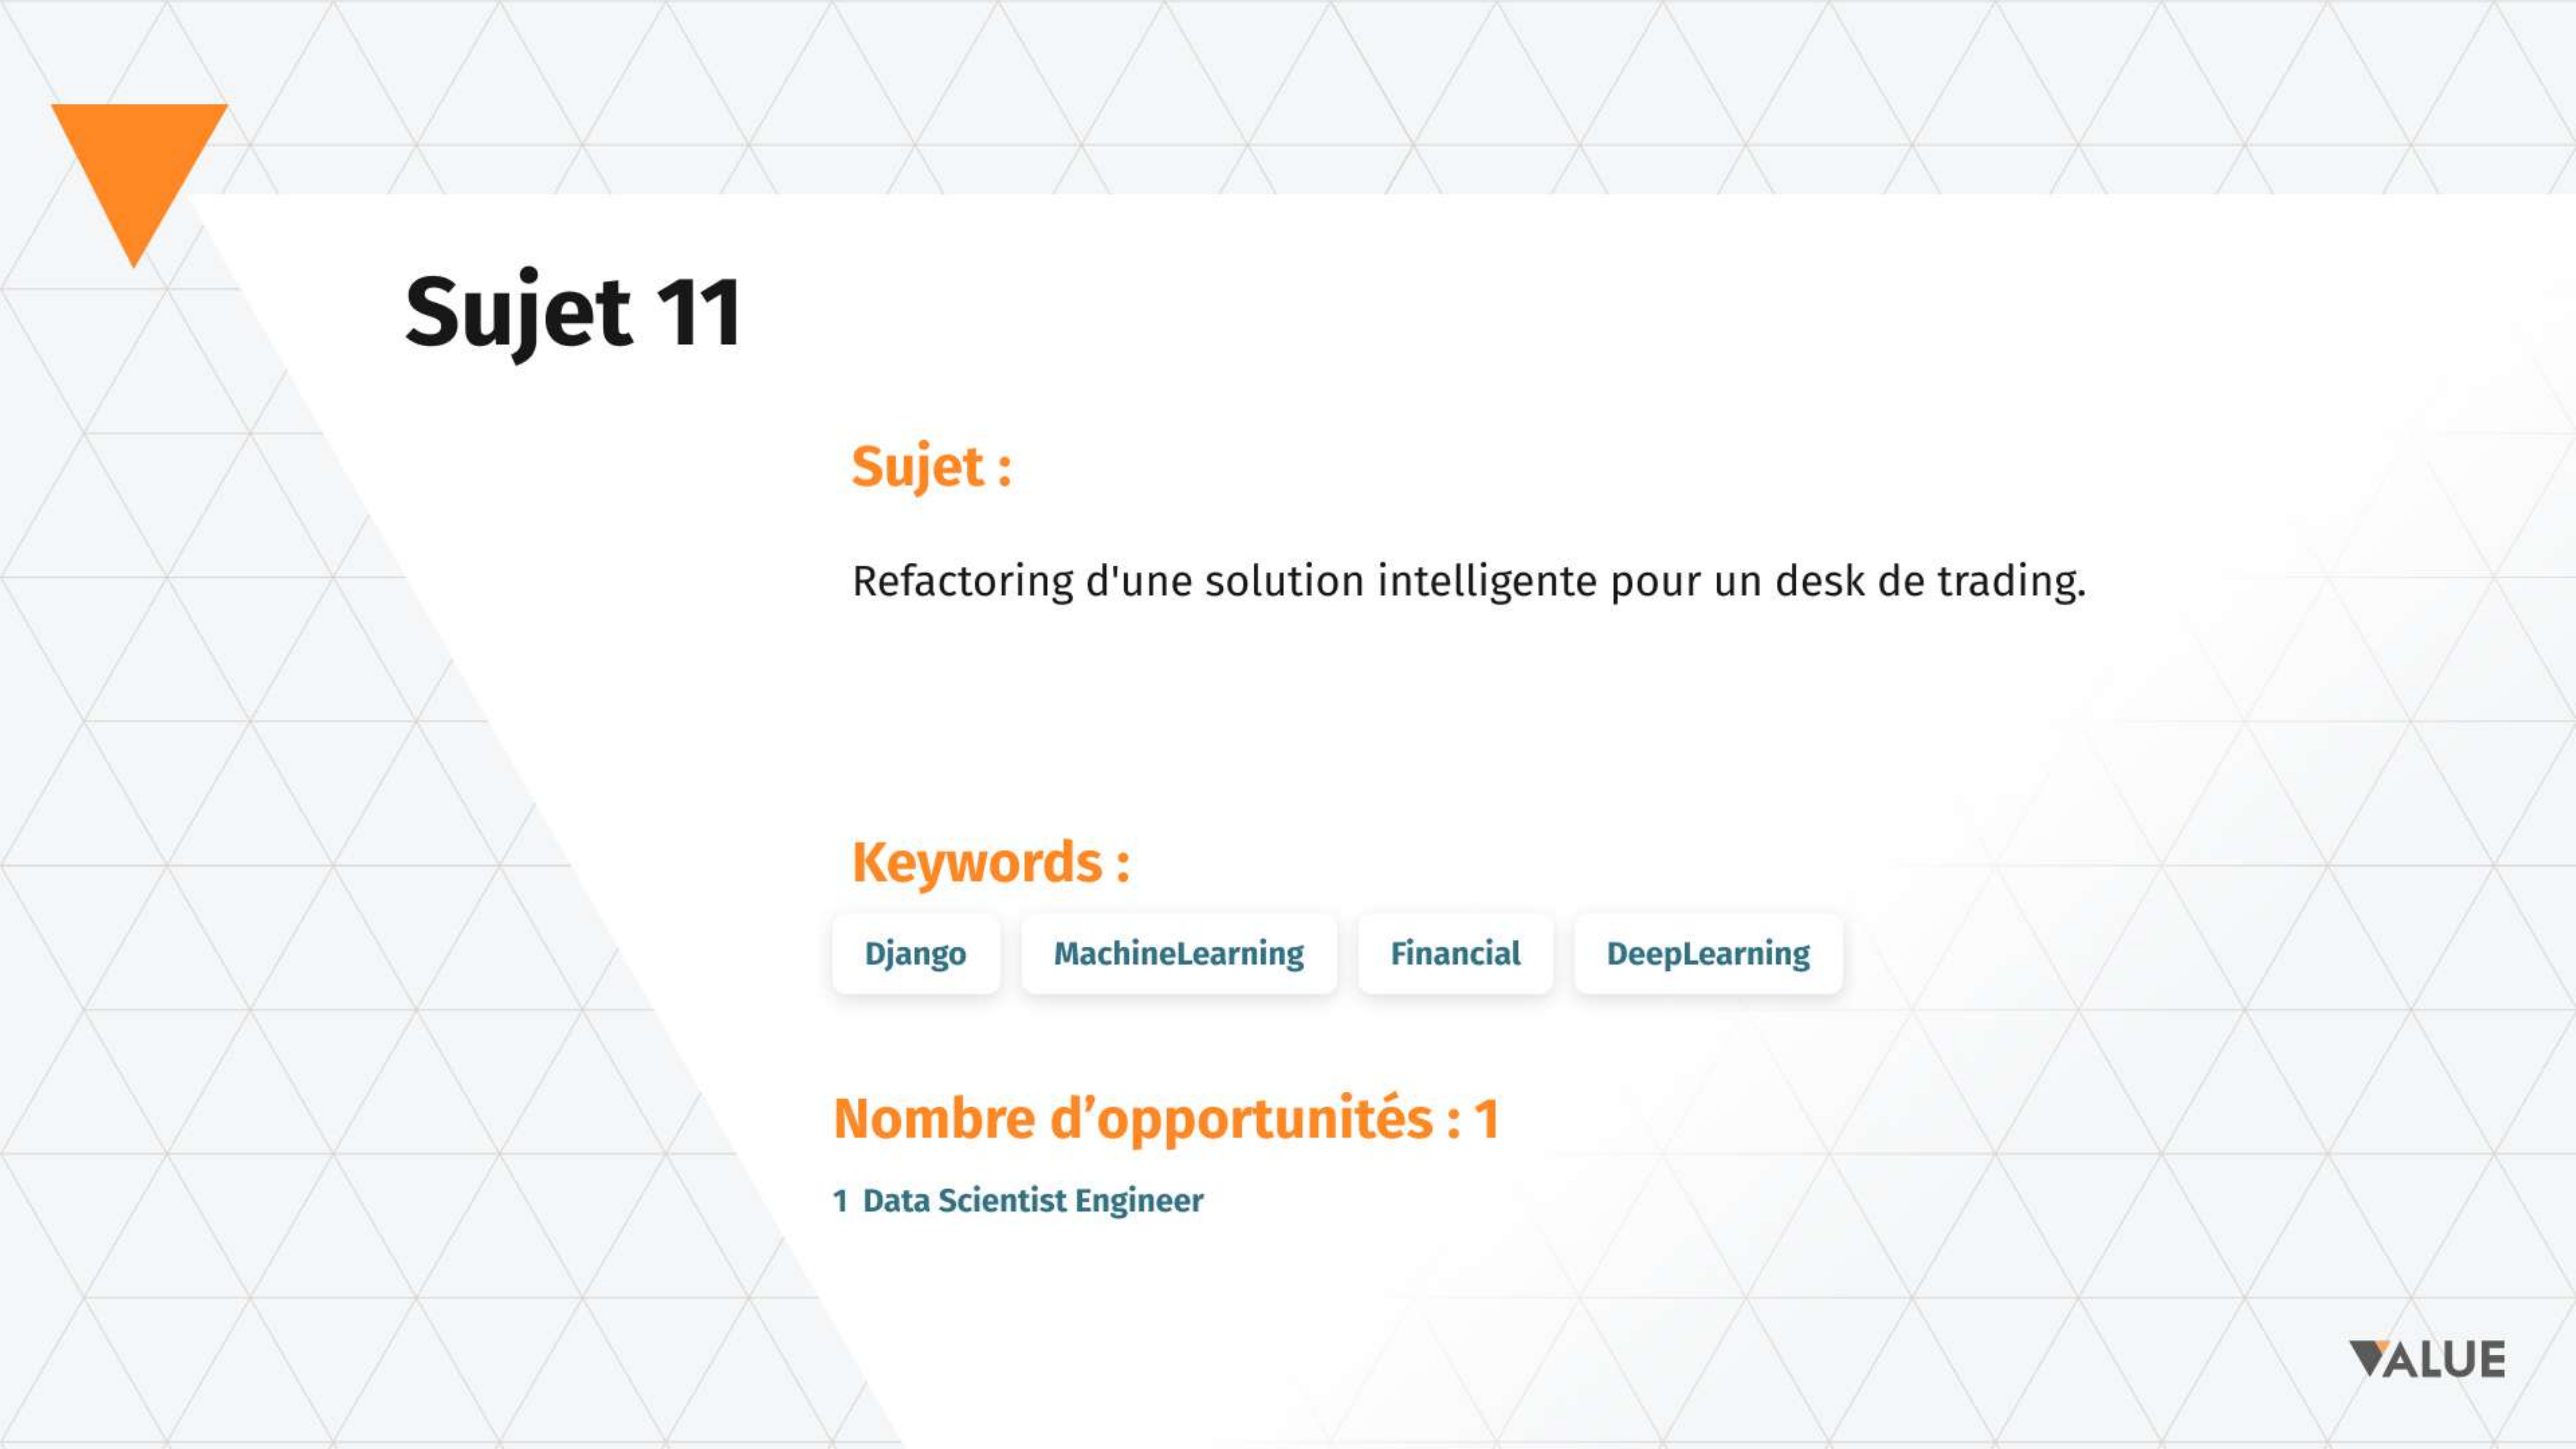 Sujet 11
Sujet :
Refactoring d'une solution intelligente pour un desk de trading.
Keywords :
Django MachineLearning Financial DeepLearning
Nombre d’opportunités : 1
1 Data Scientist Engineer
VALUE